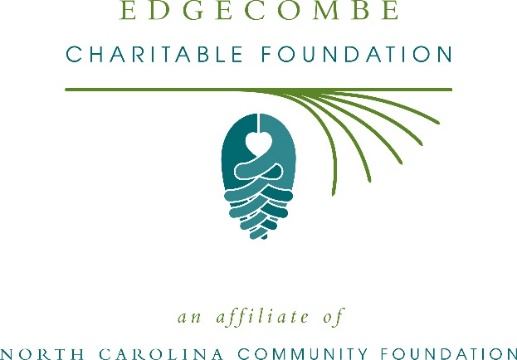 EDGECOMBE
CHARITABLE FOUNDATION
an affiliate of
NORTH CAROLINA COMMUNITY FOUNDATION